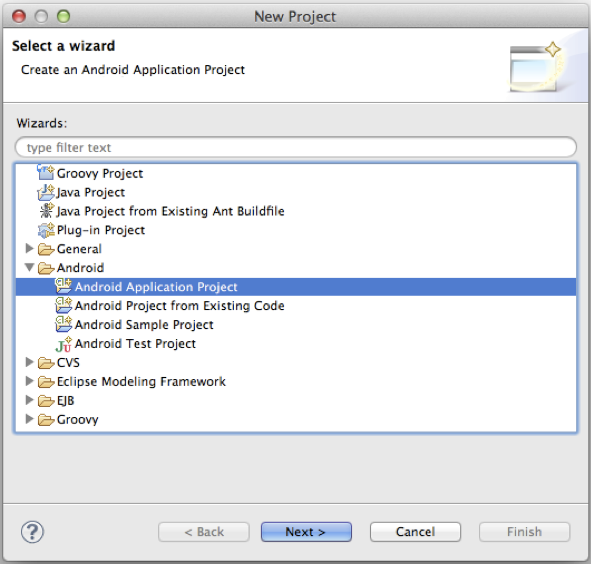 New Project
Select a wizard
Create an Android Application Project
Wizards:
type filter text
Groovy Project
Java Project
Java Project from Existing Ant Buildfile
Plug-in Project
General
Android
Android Application Project
Android Project from Existing Code
Android Sample Project
Android Test Project
CVS
Eclipse Modeling Framework
EJB
Groovy
? < Back Next > Cancel Finish